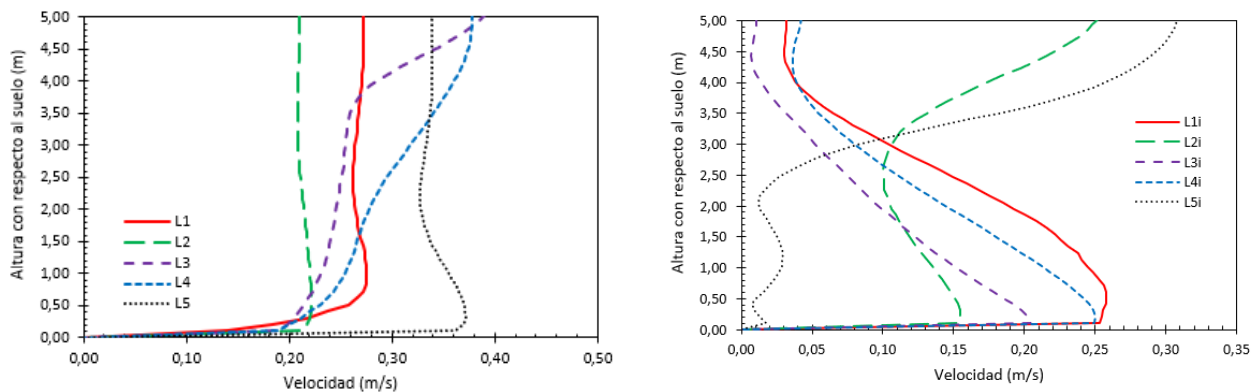 5,00
4,50
4,00
3,50
3,00
2,50
2,00
1,50
1,00
0,50
0,00
Altura con respecto al suelo (m)
L1
L2
L3
L4
L5
0,00 0,10 0,20 0,30 0,40 0,50
Velocidad (m/s)
5,00
4,50
4,00
3,50
3,00
2,50
2,00
1,50
1,00
0,50
0,00
Altura con respecto al suelo (m)
L1i
L2i
L3i
L4i
L5i
0,00 0,05 0,10 0,15 0,20 0,25 0,30 0,35
Velocidad (m/s)